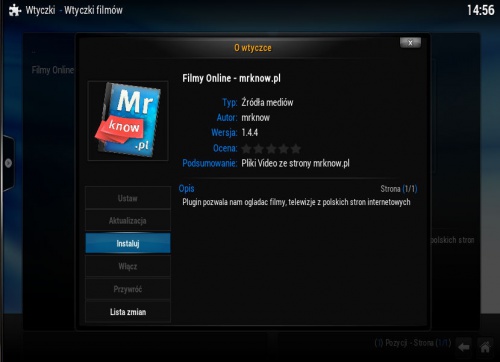 Wtyczki - Wtyczki filmów
14:56
O wtyczce
x
Filmy Online
Filmy Online - mrknow.pl
Mr
know
.pl
Typ: Źródła mediów
Autor: mrknow
Wersja: 1.4.4
Ocena:
Podsumowanie: Pliki Video ze strony mrknow.pl
Opis
Strona (1/1)
Plugin pozwala nam ogladac filmy, telewizje z polskich stron internetowych
Ustaw
Aktualizacja
Instaluj
Włącz
Przywróć
Lista zmian
polskich stron
(1) Pozycji - Strona (1/1)